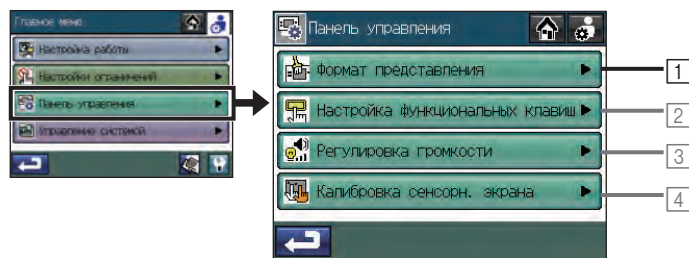 Главное меню
Настройка работы
Настройки ограничений
Панель управления
Управление системой
Панель управления
Формат представления
1
Настройка функциональных клавиш
2
Регулировка громкости
3
Калибровка сенсорн. экрана
4